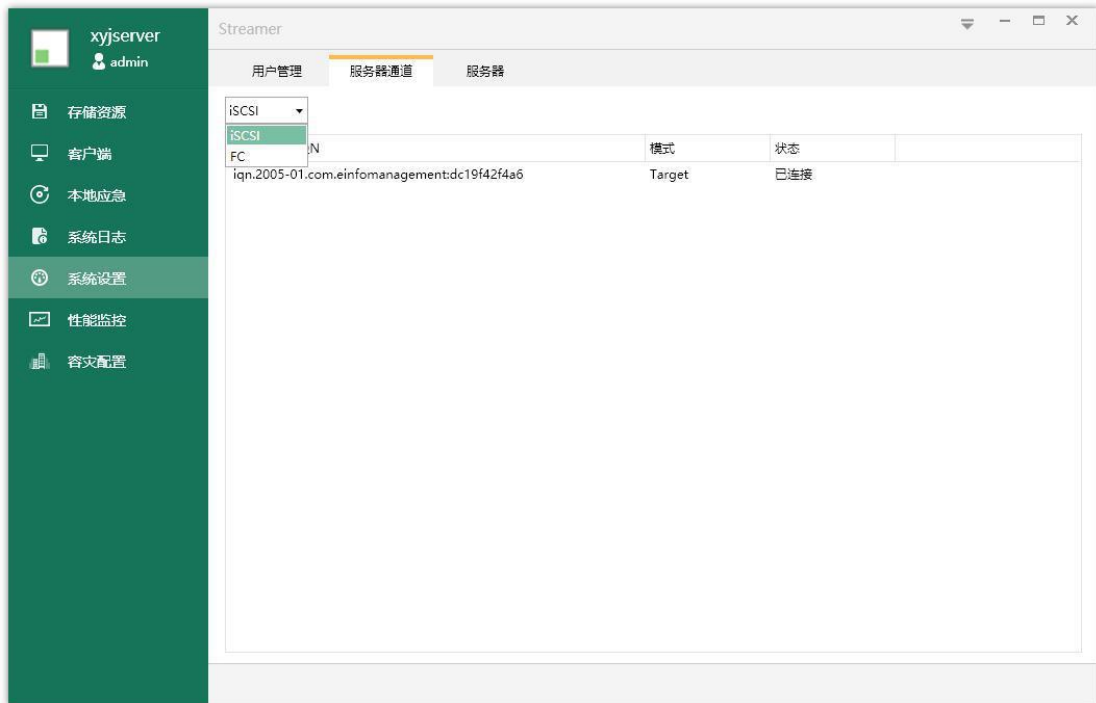 xyjserver
admin
存储资源
客户端
本地应急
系统日志
系统设置
性能监控
容灾配置
Streamer
用户管理 服务器通道 服务器
iSCSI
iSCSI
FC
N 模式 状态
iqn.2005-01.com.einfomanagement:dc19f42f4a6 Target 已连接